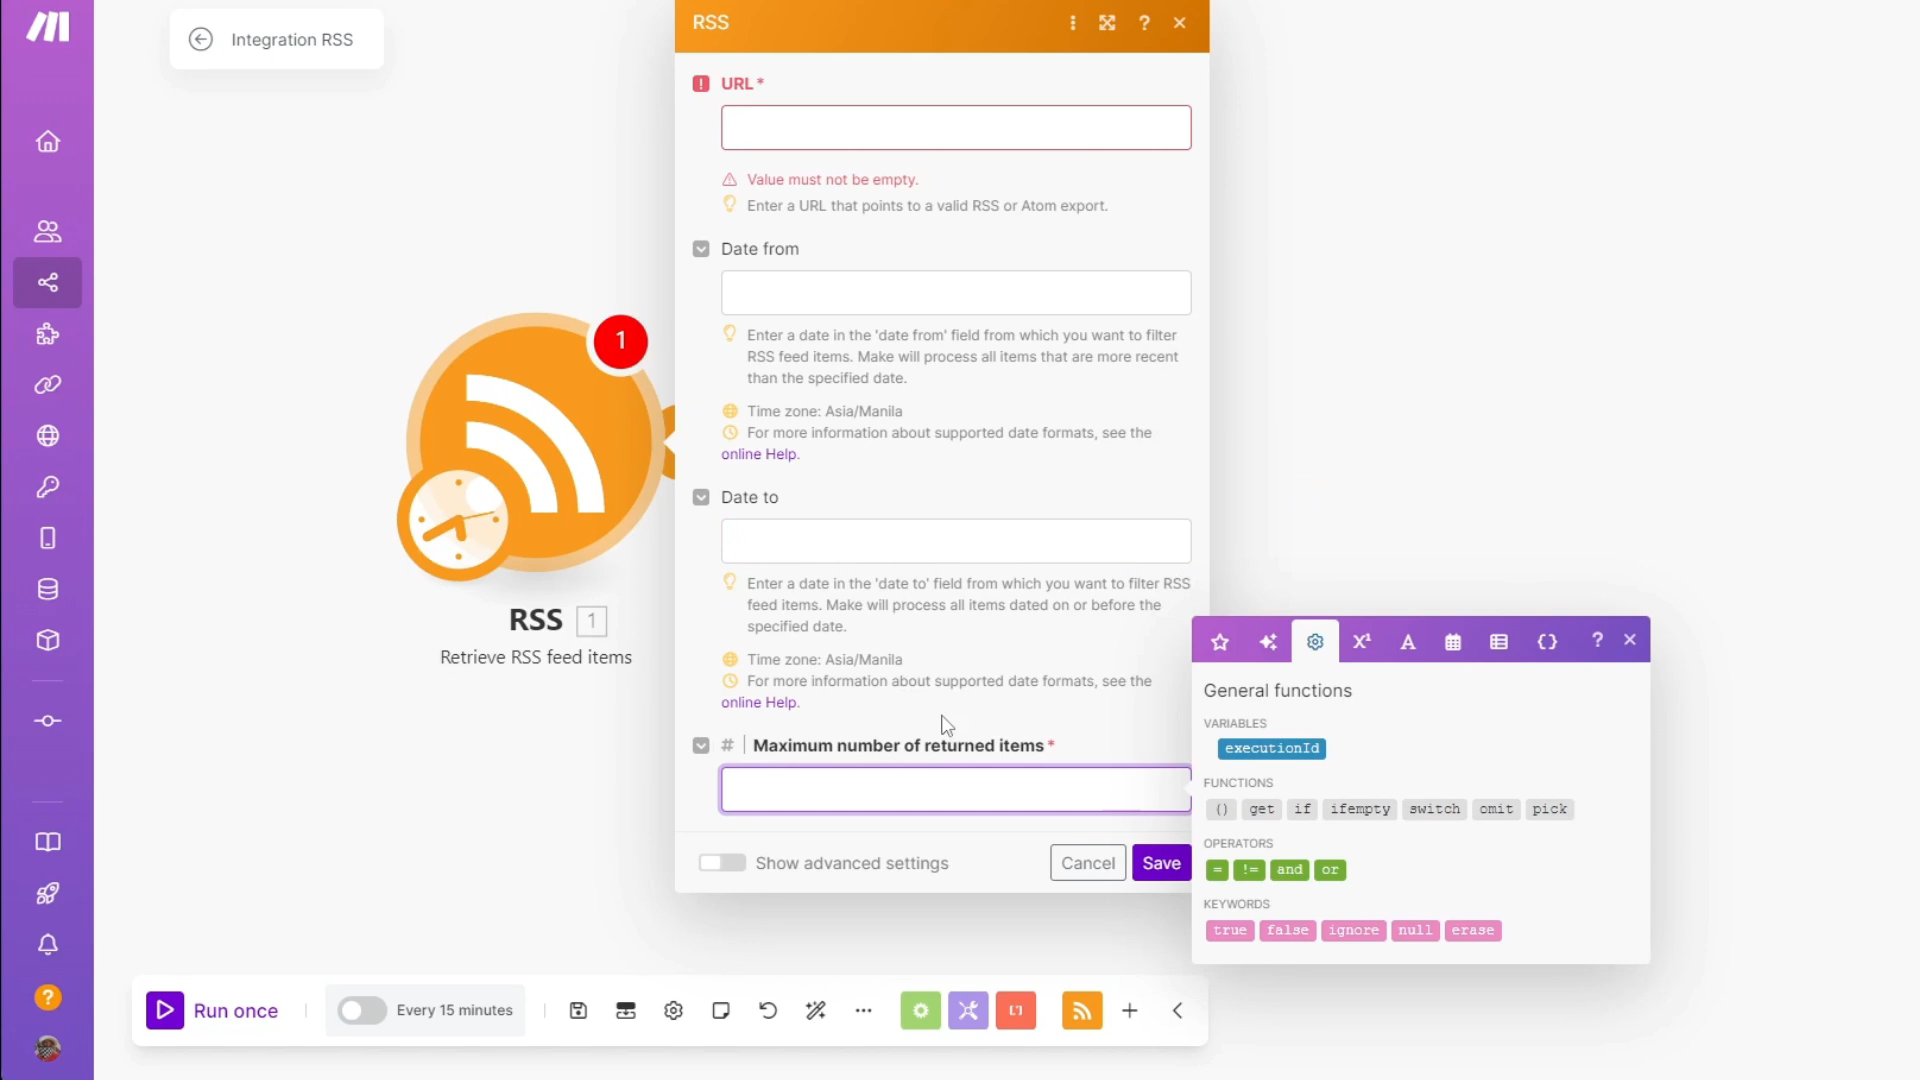 Integration RSS
RSS
URL *
Value must not be empty.
Enter a URL that points to a valid RSS or Atom export.
Date from
Enter a date in the 'date from' field from which you want to filter
RSS feed items. Make will process all items that are more recent
than the specified date.
Time zone: Asia/Manila
For more information about supported date formats, see the
online Help.
Date to
Enter a date in the 'date to' field from which you want to filter RSS
feed items. Make will process all items dated on or before the
specified date.
Time zone: Asia/Manila
For more information about supported date formats, see the
online Help.
# | Maximum number of returned items *
Show advanced settings
Cancel
Save
1
RSS 1
Retrieve RSS feed items
General functions
VARIABLES
executionId
FUNCTIONS
() get if ifempty switch omit pick
OPERATORS
= != and or
KEYWORDS
true false ignore null erase
Run once
Every 15 minutes